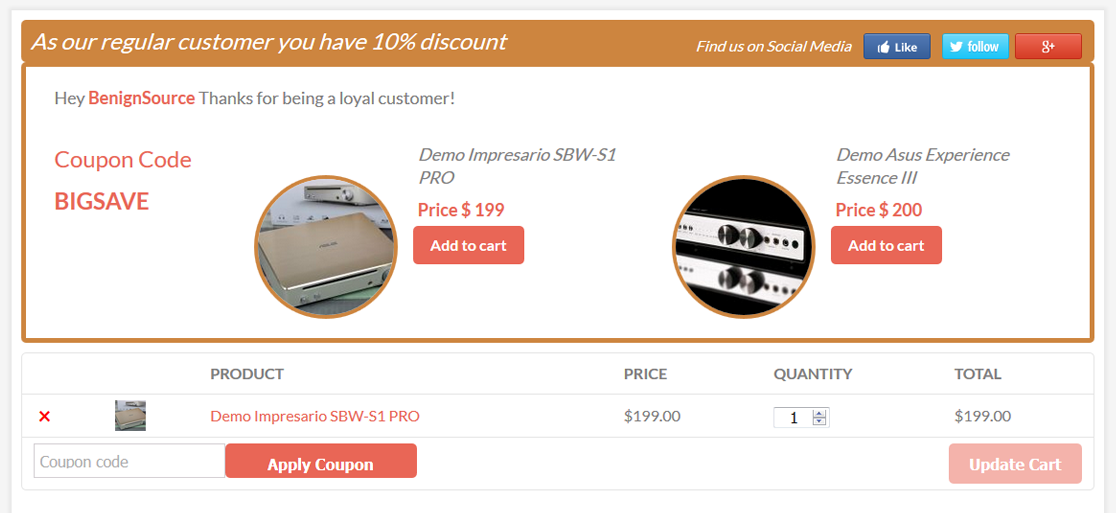 As our regular customer you have 10% discount
Find us on Social Media
Like
follow
g+
Hey BenignSource Thanks for being a loyal customer!
Coupon Code
BIGSAVE
Demo Impresario SBW-S1
PRO
Price $ 199
Add to cart
Demo Asus Experience
Essence III
Price $ 200
Add to cart
PRODUCT PRICE QUANTITY TOTAL
× Demo Impresario SBW-S1 PRO $199.00 1 $199.00
Coupon code Apply Coupon Update Cart